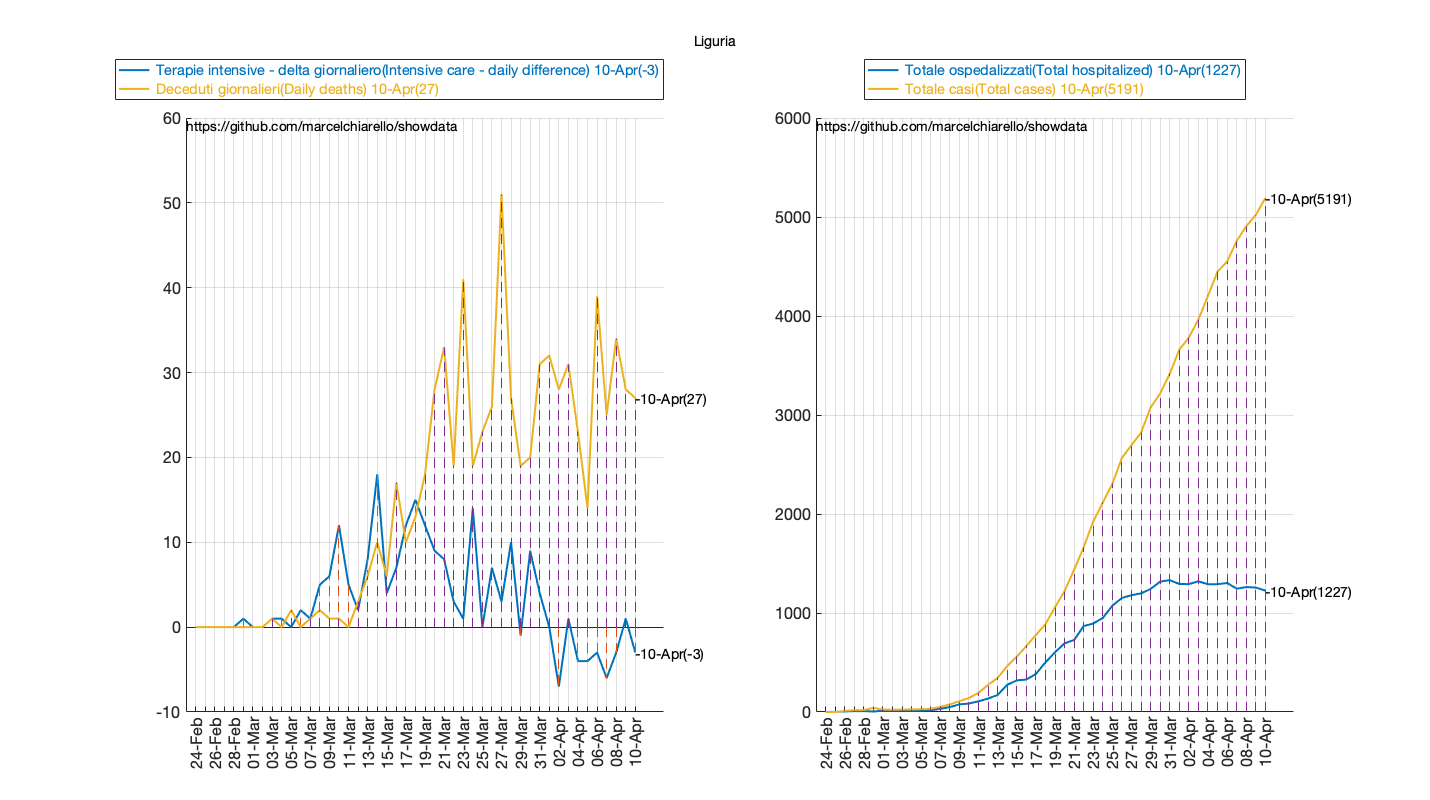 Liguria
Terapie intensive - delta giornaliero(Intensive care - daily difference) 10-Apr(-3)
Deceduti giornalieri(Daily deaths) 10-Apr(27)
60
https://github.com/marcelchiarello/showdata
50
40
30
20
10
0
-10
-10-Apr(27)
-10-Apr(-3)
24-Feb
26-Feb
28-Feb
01-Mar
03-Mar
05-Mar
07-Mar
09-Mar
11-Mar
13-Mar
15-Mar
17-Mar
19-Mar
21-Mar
23-Mar
25-Mar
27-Mar
29-Mar
31-Mar
02-Apr
04-Apr
06-Apr
08-Apr
10-Apr
Totale ospedalizzati(Total hospitalized) 10-Apr(1227)
Totale casi(Total cases) 10-Apr(5191)
6000
https://github.com/marcelchiarello/showdata
5000
4000
3000
2000
1000
0
-10-Apr(5191)
-10-Apr(1227)
24-Feb
26-Feb
28-Feb
01-Mar
03-Mar
05-Mar
07-Mar
09-Mar
11-Mar
13-Mar
15-Mar
17-Mar
19-Mar
21-Mar
23-Mar
25-Mar
27-Mar
29-Mar
31-Mar
02-Apr
04-Apr
06-Apr
08-Apr
10-Apr